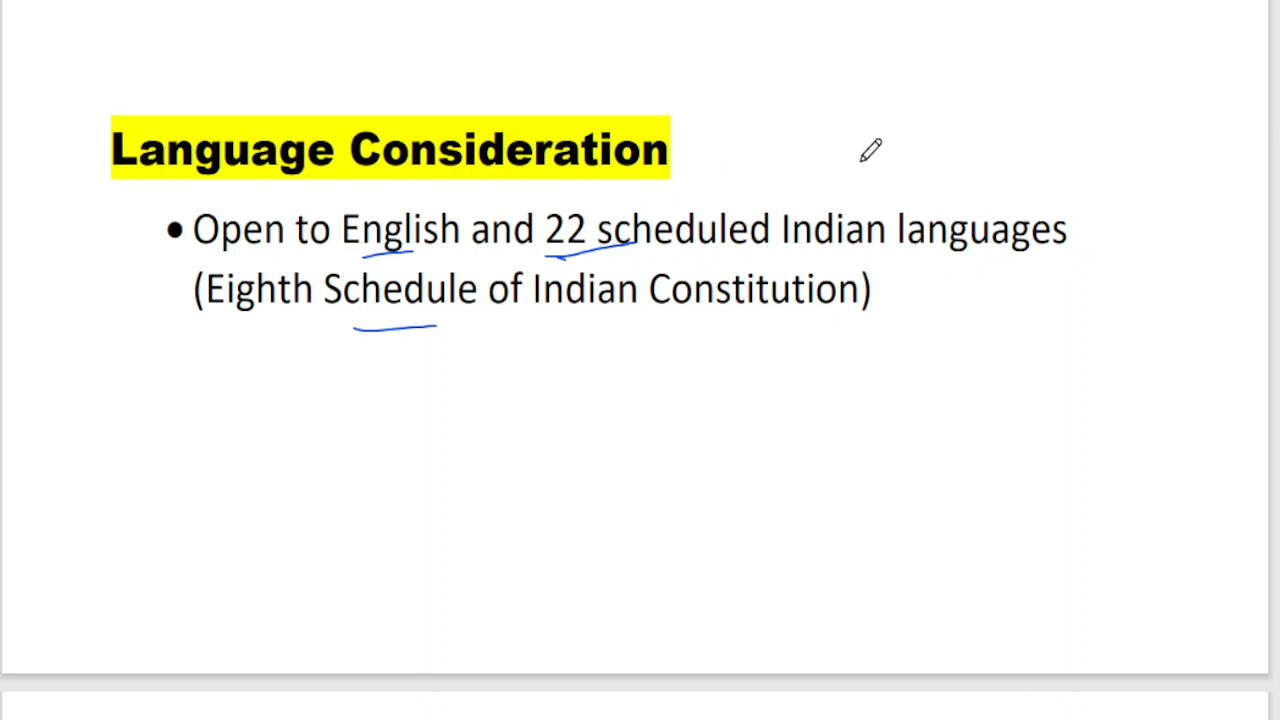 Language Consideration
• Open to English and 22 scheduled Indian languages
(Eighth Schedule of Indian Constitution)